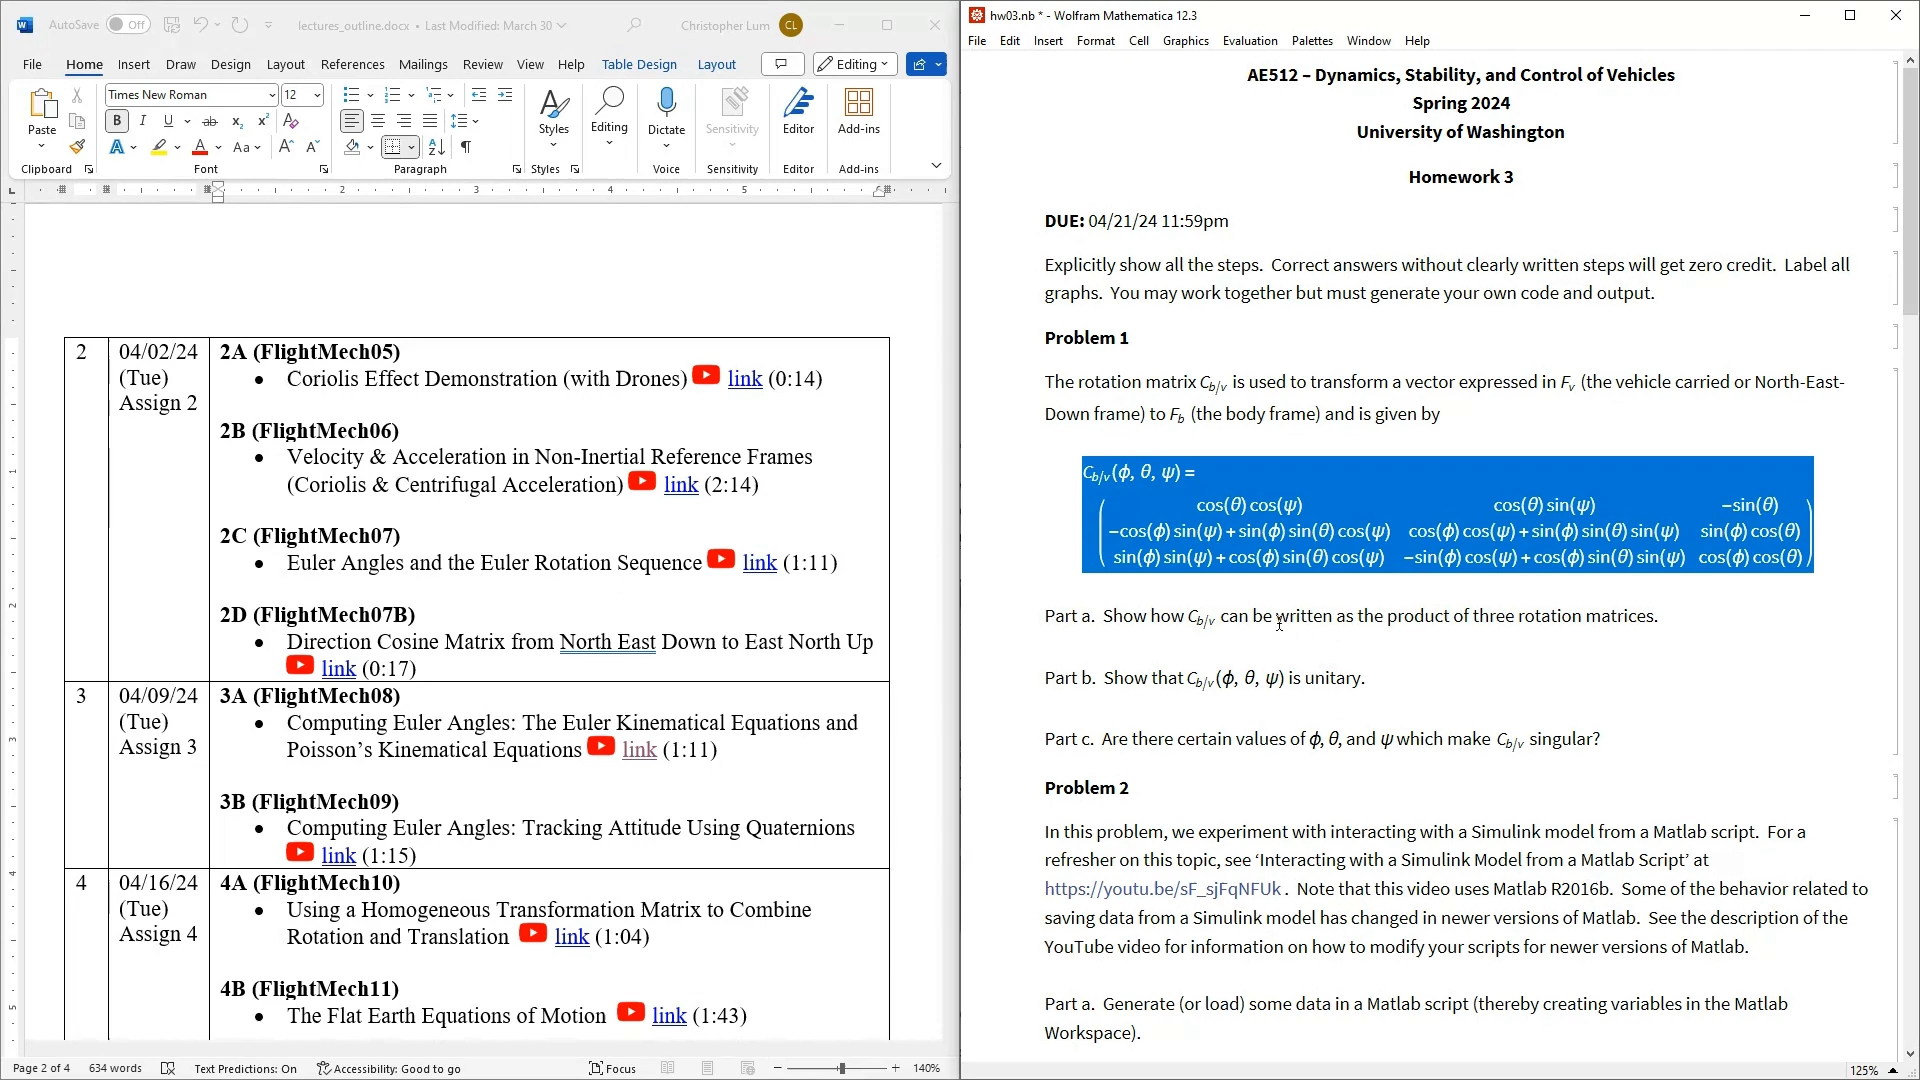 AutoSave Off lectures_outline.docx • Last Modified: March 30 Christopher Lum CL
File Home Insert Draw Design Layout References Mailings Review View Help Table Design Layout Editing
Times New Roman 12
Paste Styles Editing Dictate Sensitivity Editor Add-ins
Clipboard Font Paragraph Styles Voice Sensitivity Editor Add-ins
2
04/02/24
(Tue)
Assign 2
2A (FlightMech05)
• Coriolis Effect Demonstration (with Drones) link (0:14)
2B (FlightMech06)
• Velocity & Acceleration in Non-Inertial Reference Frames
(Coriolis & Centrifugal Acceleration) link (2:14)
2C (FlightMech07)
• Euler Angles and the Euler Rotation Sequence link (1:11)
2D (FlightMech07B)
• Direction Cosine Matrix from North East Down to East North Up
link (0:17)
3
04/09/24
(Tue)
Assign 3
3A (FlightMech08)
• Computing Euler Angles: The Euler Kinematical Equations and
Poisson's Kinematical Equations link (1:11)
3B (FlightMech09)
• Computing Euler Angles: Tracking Attitude Using Quaternions
link (1:15)
4
04/16/24
(Tue)
Assign 4
4A (FlightMech10)
• Using a Homogeneous Transformation Matrix to Combine
Rotation and Translation link (1:04)
4B (FlightMech11)
• The Flat Earth Equations of Motion link (1:43)
Page 2 of 4 634 words Text Predictions: On Accessibility: Good to go Focus 140%
hw03.nb * - Wolfram Mathematica 12.3
File Edit Insert Format Cell Graphics Evaluation Palettes Window Help
AE512 – Dynamics, Stability, and Control of Vehicles
Spring 2024
University of Washington
Homework 3
DUE: 04/21/24 11:59pm
Explicitly show all the steps. Correct answers without clearly written steps will get zero credit. Label all
graphs. You may work together but must generate your own code and output.
Problem 1
The rotation matrix C_b/v is used to transform a vector expressed in F_v (the vehicle carried or North-East-
Down frame) to F_b (the body frame) and is given by
C_b/v(ϕ, θ, ψ) =
cos(θ) cos(ψ) cos(θ) sin(ψ) −sin(θ)
−cos(ϕ) sin(ψ) + sin(ϕ) sin(θ) cos(ψ) cos(ϕ) cos(ψ) + sin(ϕ) sin(θ) sin(ψ) sin(ϕ) cos(θ)
sin(ϕ) sin(ψ) + cos(ϕ) sin(θ) cos(ψ) −sin(ϕ) cos(ψ) + cos(ϕ) sin(θ) sin(ψ) cos(ϕ) cos(θ)
Part a. Show how C_b/v can be written as the product of three rotation matrices.
Part b. Show that C_b/v(ϕ, θ, ψ) is unitary.
Part c. Are there certain values of ϕ, θ, and ψ which make C_b/v singular?
Problem 2
In this problem, we experiment with interacting with a Simulink model from a Matlab script. For a
refresher on this topic, see ‘Interacting with a Simulink Model from a Matlab Script’ at
https://youtu.be/sF_sjFqNFUk. Note that this video uses Matlab R2016b. Some of the behavior related to
saving data from a Simulink model has changed in newer versions of Matlab. See the description of the
YouTube video for information on how to modify your scripts for newer versions of Matlab.
Part a. Generate (or load) some data in a Matlab script (thereby creating variables in the Matlab
Workspace).
125%